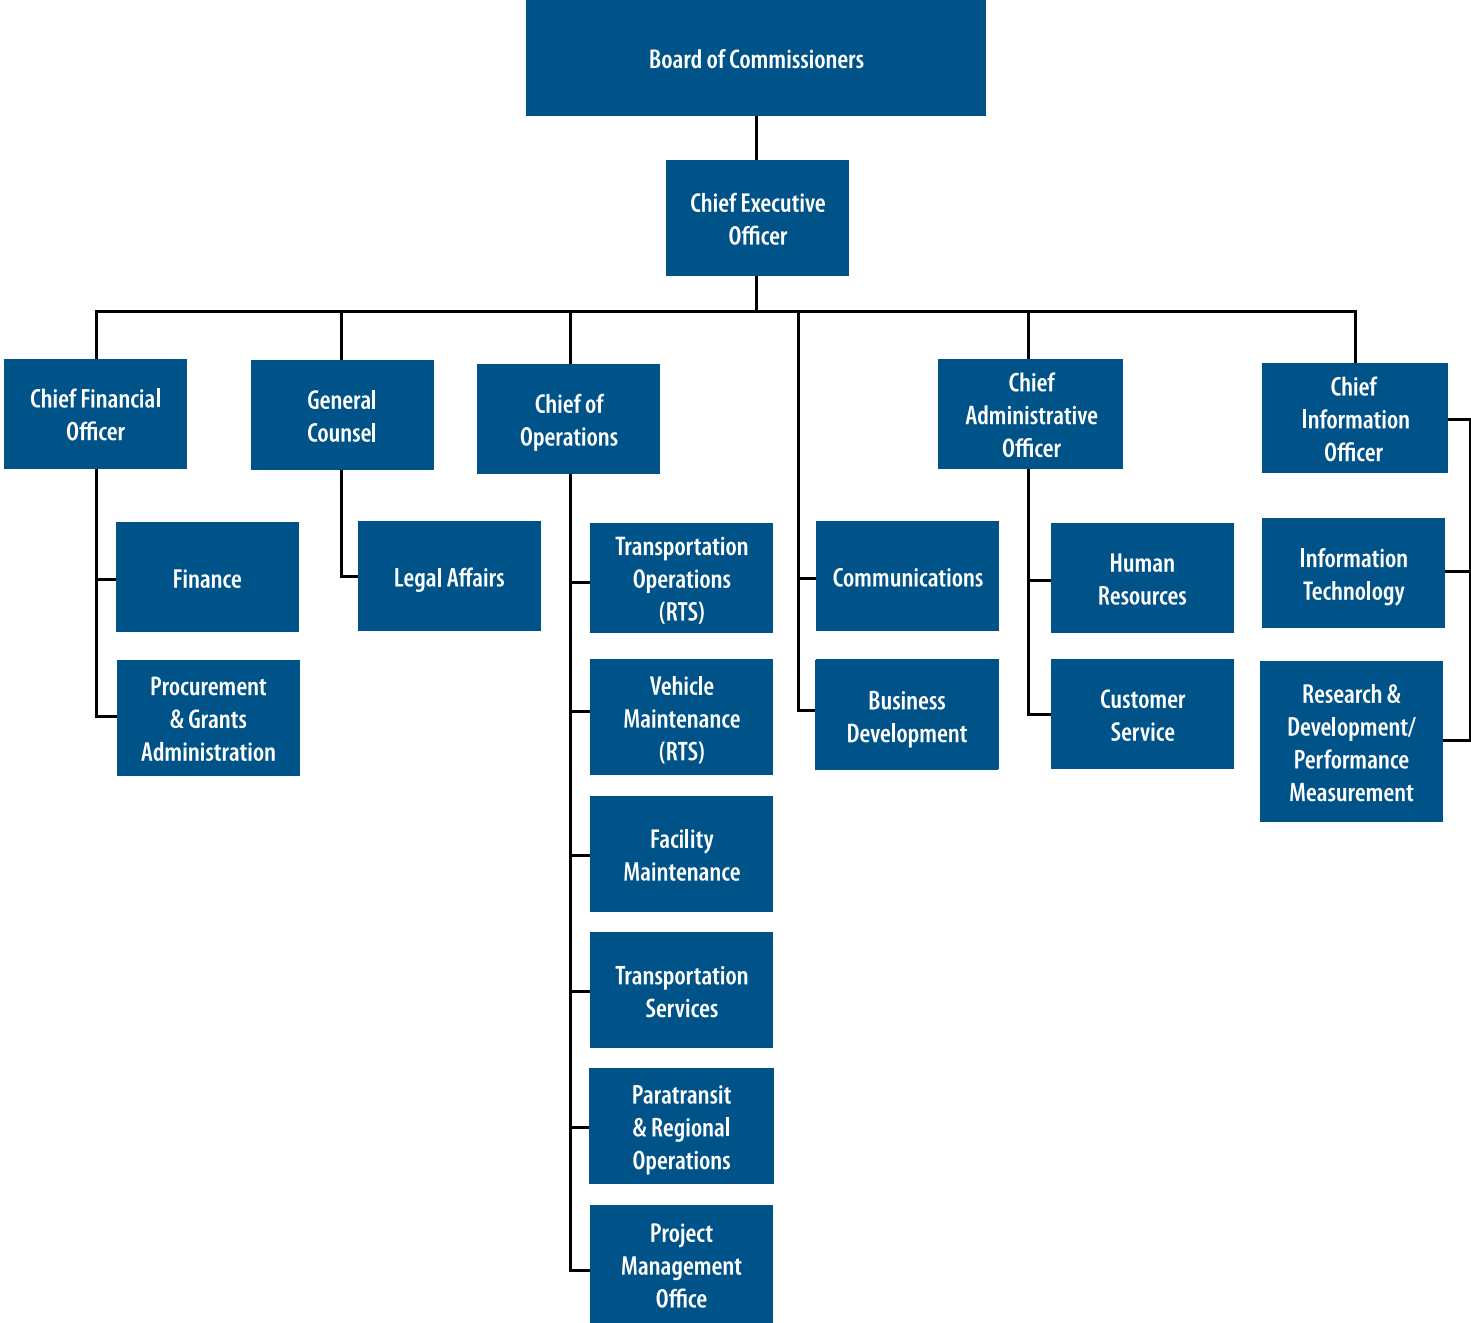 Board of Commissioners
Chief Executive
Officer
Chief Financial
Officer
General
Counsel
Chief of
Operations
Chief
Administrative
Officer
Chief
Information
Officer
Finance
Procurement
& Grants
Administration
Legal Affairs
Transportation
Operations
(RTS)
Vehicle
Maintenance
(RTS)
Facility
Maintenance
Transportation
Services
Paratransit
& Regional
Operations
Project
Management
Office
Communications
Business
Development
Human
Resources
Customer
Service
Information
Technology
Research &
Development/
Performance
Measurement